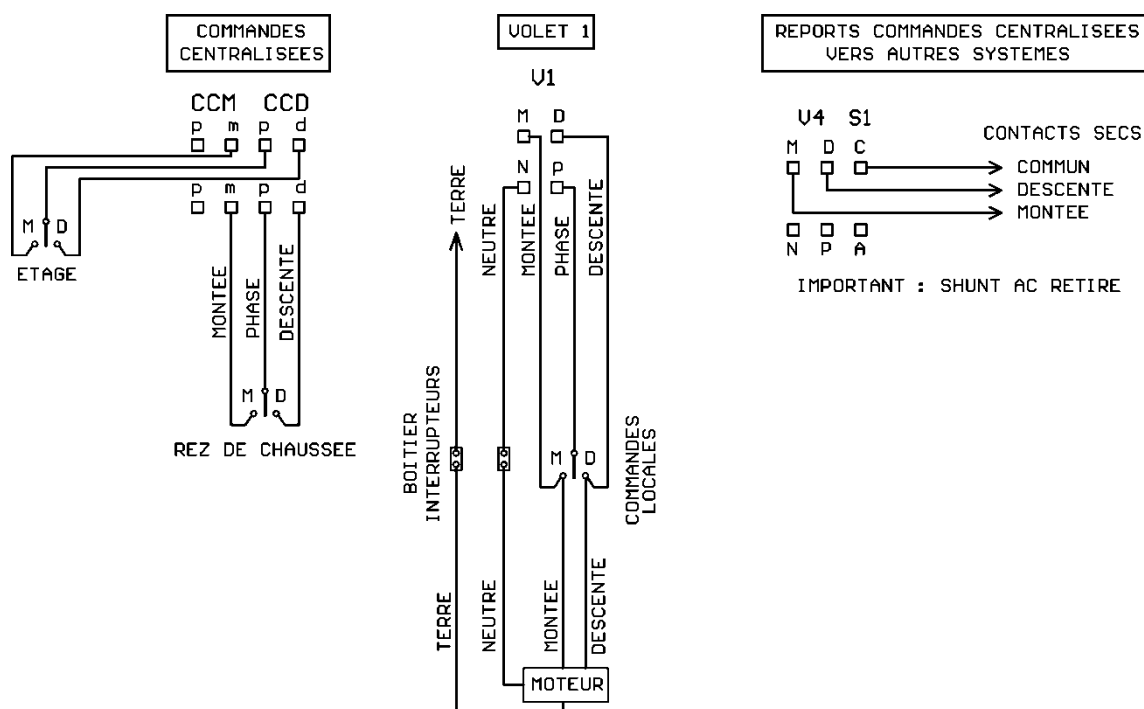 COMMANDES
CENTRALISEES
CCM CCD
p m p d
p m p d
M D
ETAGE
MONTEE
PHASE
DESCENTE
M D
REZ DE CHAUSSEE
VOLET 1
V1
M D
N P
TERRE
NEUTRE
MONTEE
PHASE
DESCENTE
BOITIER
INTERRUPTEURS
M D
COMMANDES
LOCALES
TERRE
NEUTRE
MONTEE
DESCENTE
MOTEUR
REPORTS COMMANDES CENTRALISEES
VERS AUTRES SYSTEMES
V4 S1
M D C
CONTACTS SECS
COMMUN
DESCENTE
MONTEE
N P A
IMPORTANT : SHUNT AC RETIRE